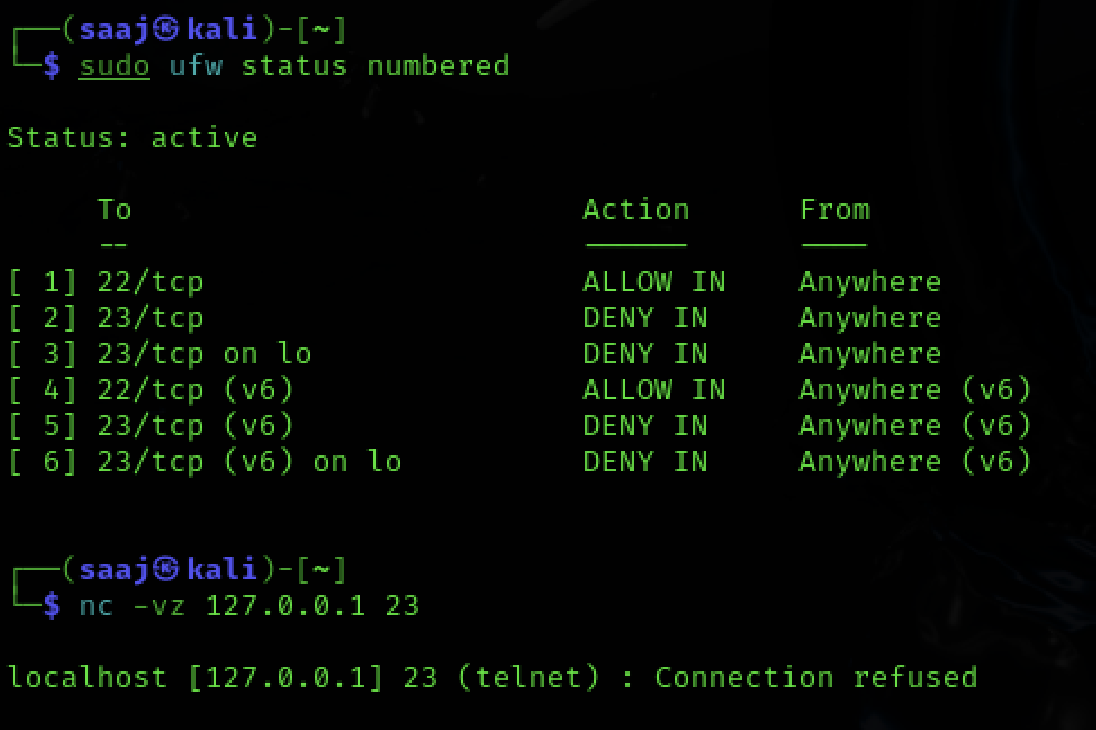 ┌──(saaj㉿kali)-[~]
└─$ sudo ufw status numbered
Status: active
To Action From
-- ------ ----
[ 1] 22/tcp ALLOW IN Anywhere
[ 2] 23/tcp DENY IN Anywhere
[ 3] 23/tcp on lo DENY IN Anywhere
[ 4] 22/tcp (v6) ALLOW IN Anywhere (v6)
[ 5] 23/tcp (v6) DENY IN Anywhere (v6)
[ 6] 23/tcp (v6) on lo DENY IN Anywhere (v6)
┌──(saaj㉿kali)-[~]
└─$ nc -vz 127.0.0.1 23
localhost [127.0.0.1] 23 (telnet) : Connection refused